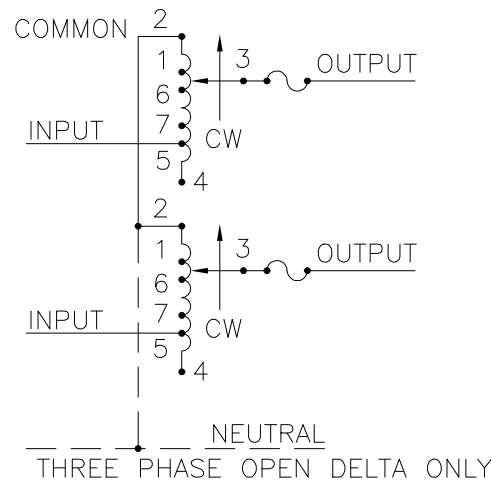 2
COMMON
1
3
OUTPUT
6
7
INPUT
CW
5
4
2
1
3
OUTPUT
6
7
INPUT
CW
5
4
NEUTRAL
THREE PHASE OPEN DELTA ONLY